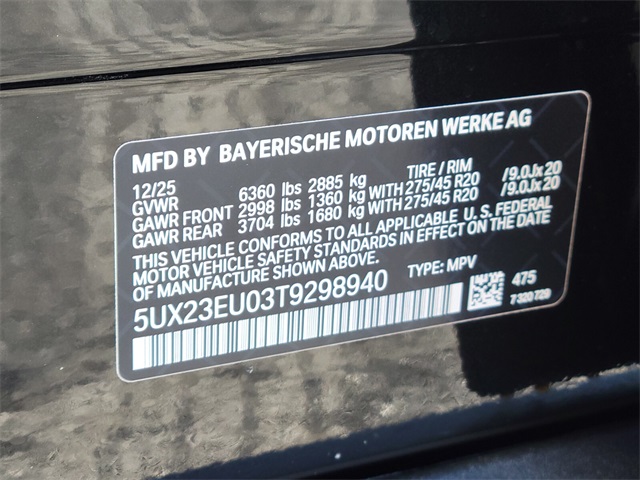 MFD BY BAYERISCHE MOTOREN WERKE AG
12/25 TIRE / RIM
GVWR 6360 lbs 2885 kg
GAWR FRONT 2998 lbs 1360 kg WITH 275/45 R20 /9.0Jx20
GAWR REAR 3704 lbs 1680 kg WITH 275/45 R20 /9.0Jx20
THIS VEHICLE CONFORMS TO ALL APPLICABLE U.S. FEDERAL
MOTOR VEHICLE SAFETY STANDARDS IN EFFECT ON THE DATE
OF MANUFACTURE SHOWN ABOVE.
TYPE: MPV
5UX23EU03T9298940
475
7 320 729